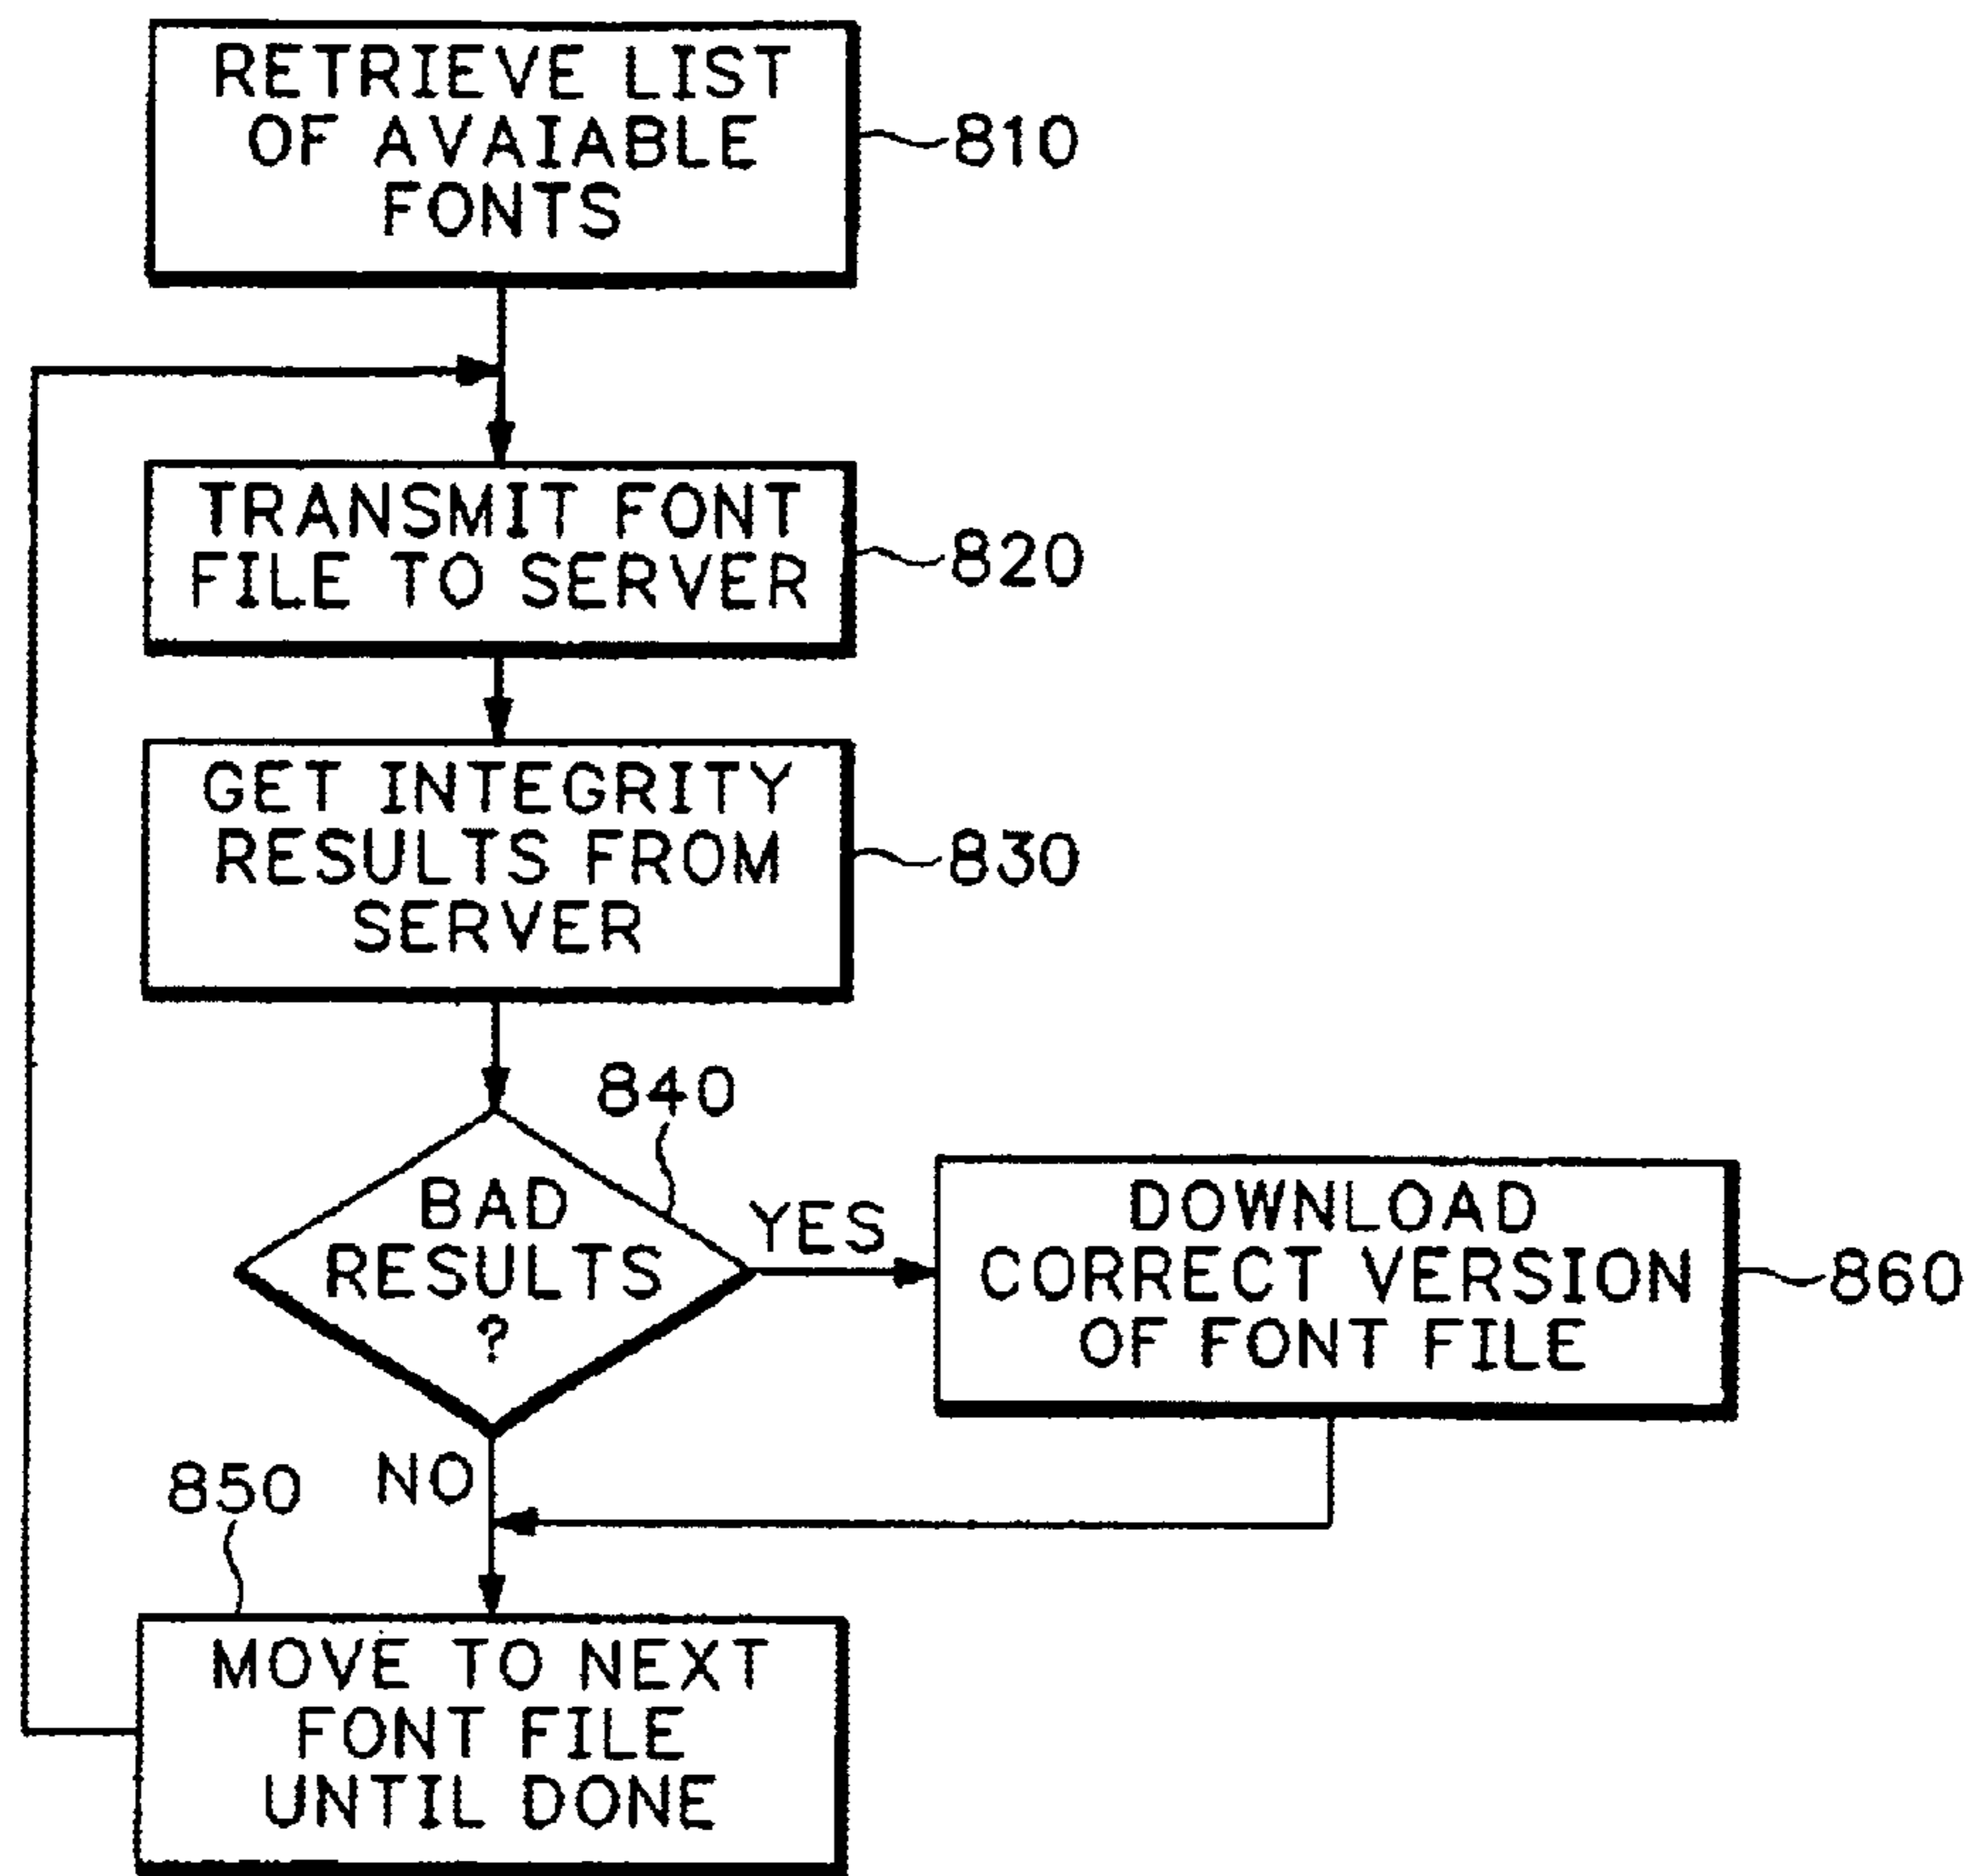 RETRIEVE LIST
OF AVAIABLE
FONTS
810
TRANSMIT FONT
FILE TO SERVER
820
GET INTEGRITY
RESULTS FROM
SERVER
830
840
BAD
RESULTS
?
YES
DOWNLOAD
CORRECT VERSION
OF FONT FILE
860
NO
850
MOVE TO NEXT
FONT FILE
UNTIL DONE